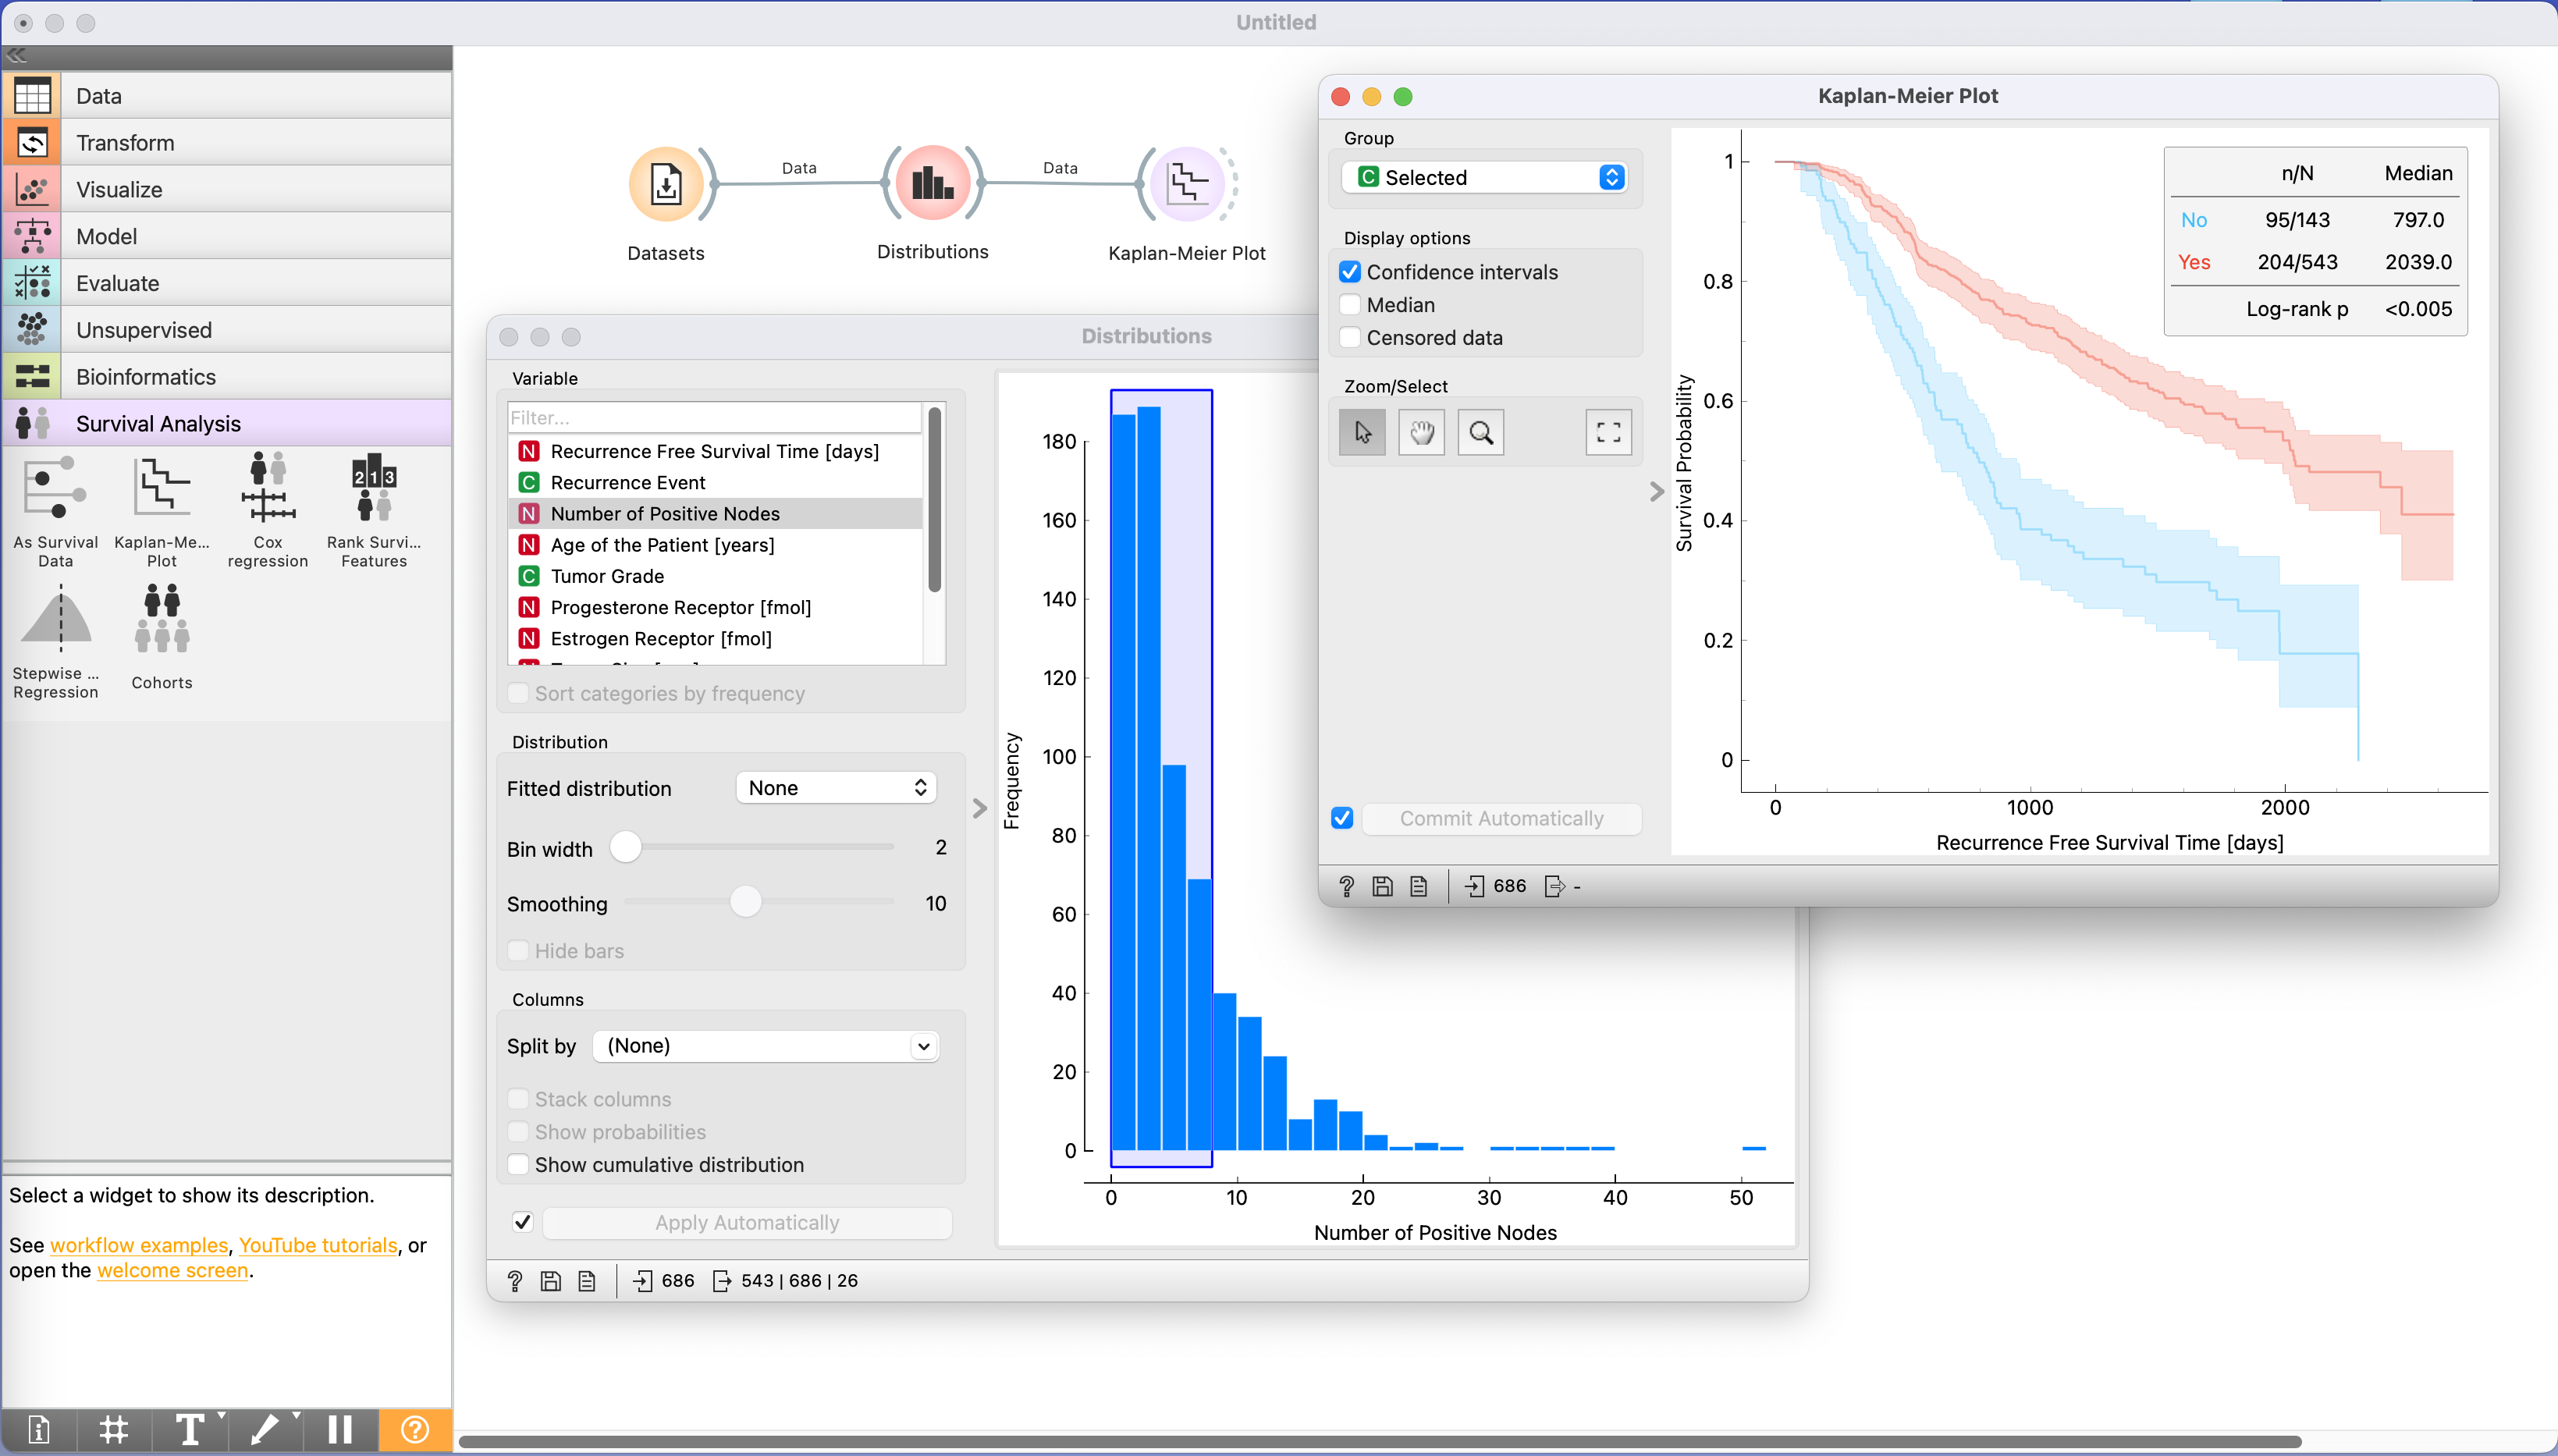 Untitled
Data
Transform
Visualize
Model
Evaluate
Unsupervised
Bioinformatics
Survival Analysis
As Survival Data
Kaplan-Me... Plot
Cox regression
Rank Survi... Features
Stepwise ... Regression
Cohorts
Select a widget to show its description.
See workflow examples, YouTube tutorials, or
open the welcome screen.
Data
Data
Datasets
Distributions
Kaplan-Meier Plot
Distributions
Variable
Filter...
N Recurrence Free Survival Time [days]
C Recurrence Event
N Number of Positive Nodes
N Age of the Patient [years]
C Tumor Grade
N Progesterone Receptor [fmol]
N Estrogen Receptor [fmol]
Sort categories by frequency
Distribution
Fitted distribution None
Bin width 2
Smoothing 10
Hide bars
Columns
Split by (None)
Stack columns
Show probabilities
Show cumulative distribution
Apply Automatically
? 686 543 | 686 | 26
Frequency
180
160
140
120
100
80
60
40
20
0
0 10 20 30 40 50
Number of Positive Nodes
Kaplan-Meier Plot
Group
C Selected
Display options
Confidence intervals
Median
Censored data
Zoom/Select
Commit Automatically
? 686 -
Survival Probability
1
0.8
0.6
0.4
0.2
0
0 1000 2000
Recurrence Free Survival Time [days]
n/N Median
No 95/143 797.0
Yes 204/543 2039.0
Log-rank p <0.005